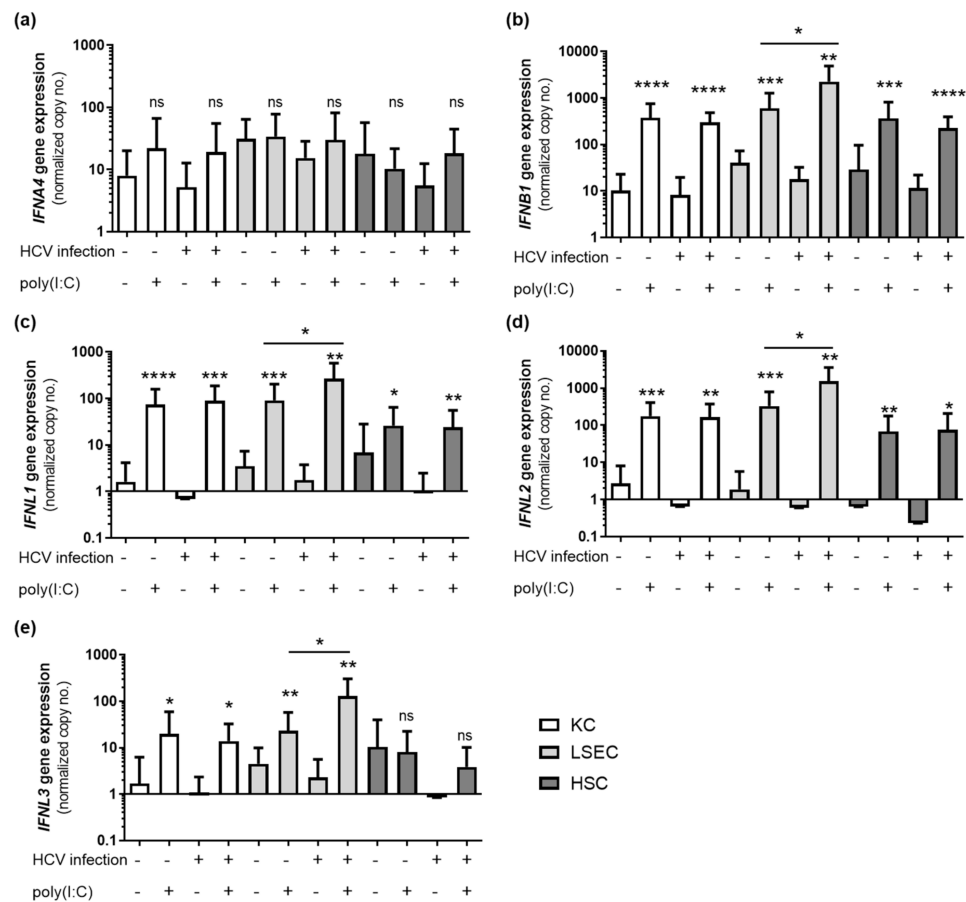 (a)
IFNA4 gene expression
(normalized copy no.)
1000
100
10
1
ns ns ns ns ns ns
HCV infection - - + + - - + + - - + +
poly(I:C) - + - + - + - + - + - +
(b)
IFNB1 gene expression
(normalized copy no.)
10000
1000
100
10
1
*
**** **** *** ** *** ****
HCV infection - - + + - - + + - - + +
poly(I:C) - + - + - + - + - + - +
(c)
IFNL1 gene expression
(normalized copy no.)
1000
100
10
1
0.1
*
**** *** *** ** * **
HCV infection - - + + - - + + - - + +
poly(I:C) - + - + - + - + - + - +
(d)
IFNL2 gene expression
(normalized copy no.)
10000
1000
100
10
1
0.1
*
*** ** *** ** ** *
HCV infection - - + + - - + + - - + +
poly(I:C) - + - + - + - + - + - +
(e)
IFNL3 gene expression
(normalized copy no.)
1000
100
10
1
0.1
*
* * ** ** ns ns
HCV infection - - + + - - + + - - + +
poly(I:C) - + - + - + - + - + - +
KC
LSEC
HSC